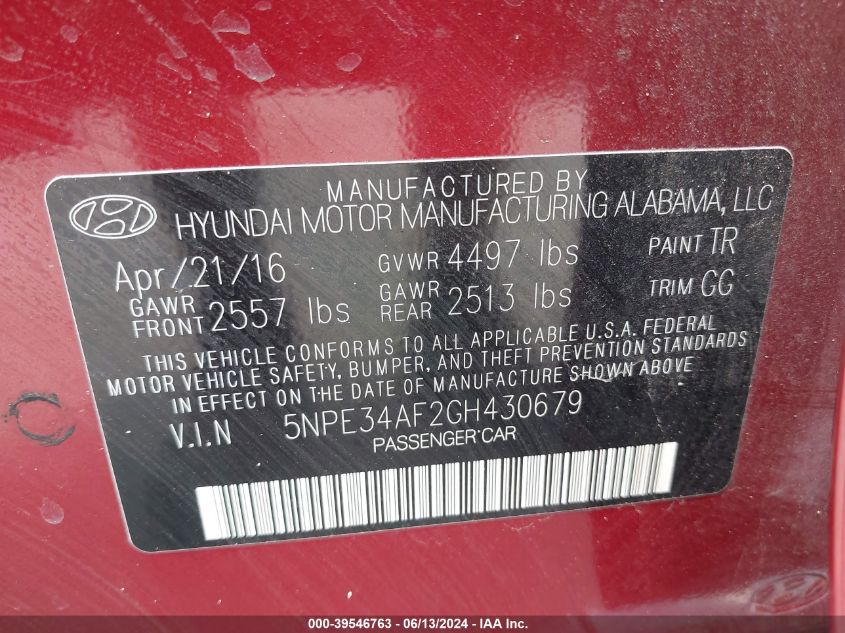 MANUFACTURED BY
HYUNDAI MOTOR MANUFACTURING ALABAMA, LLC
Apr/21/16 GVWR 4497 lbs PAINT TR
GAWR FRONT 2557 lbs GAWR REAR 2513 lbs TRIM GG
THIS VEHICLE CONFORMS TO ALL APPLICABLE U.S.A. FEDERAL
MOTOR VEHICLE SAFETY, BUMPER, AND THEFT PREVENTION STANDARDS
IN EFFECT ON THE DATE OF MANUFACTURE SHOWN ABOVE
V.I.N 5NPE34AF2GH430679
PASSENGER CAR
000-39546763 - 06/13/2024 - IAA Inc.